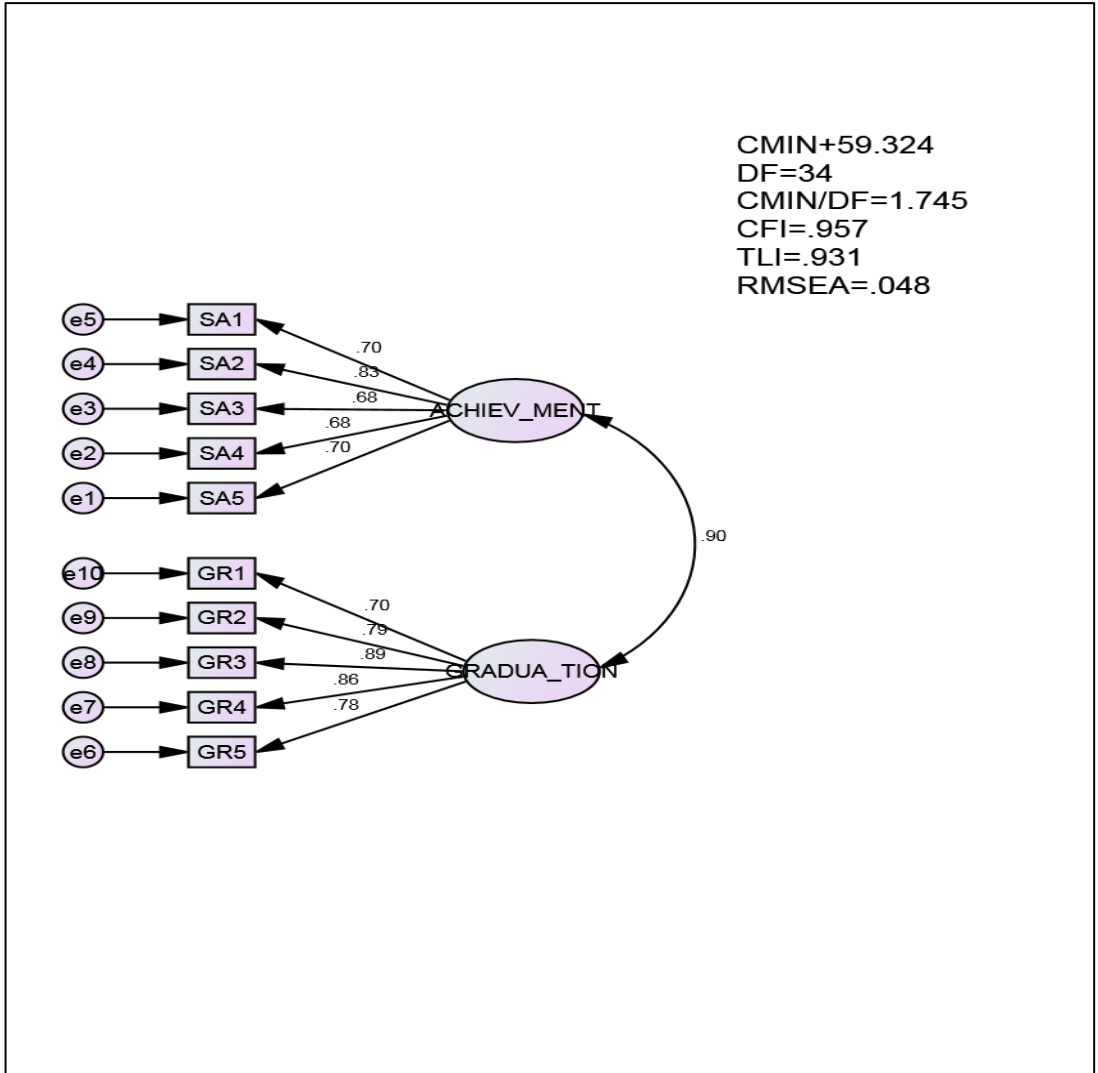 CMIN+59.324
DF=34
CMIN/DF=1.745
CFI=.957
TLI=.931
RMSEA=.048
e5
SA1
.70
e4
SA2
.83
e3
SA3
.68
ACHIEV_MENT
e2
SA4
.68
e1
SA5
.70
.90
e10
GR1
.70
e9
GR2
.79
e8
GR3
.89
GRADUA_TION
e7
GR4
.86
e6
GR5
.78